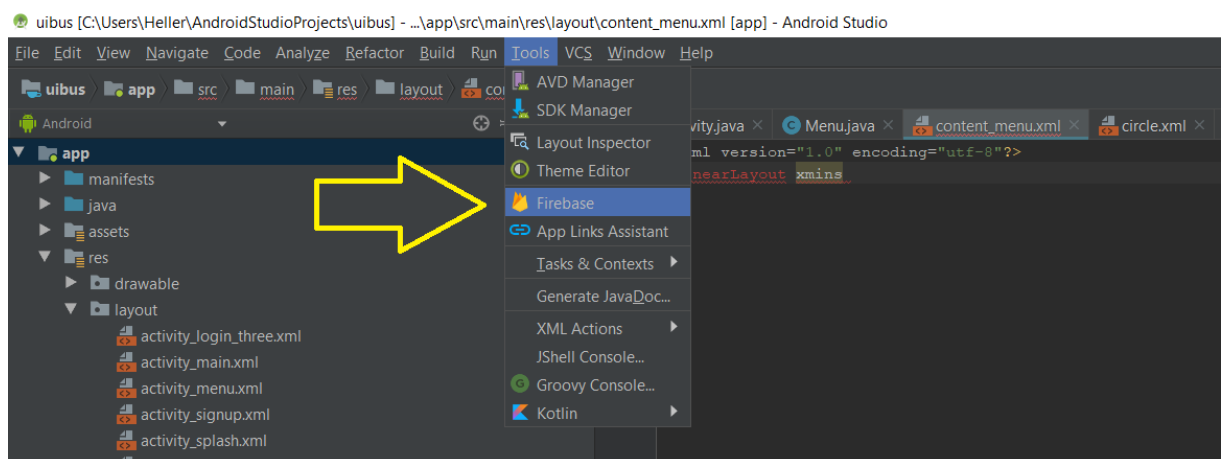 uibus [C:\Users\Heller\AndroidStudioProjects\uibus] - ...\app\src\main\res\layout\content_menu.xml [app] - Android Studio
File Edit View Navigate Code Analyze Refactor Build Run Tools VCS Window Help
uibus app src main res layout
Android
app
manifests
java
assets
res
drawable
layout
activity_login_three.xml
activity_main.xml
activity_menu.xml
activity_signup.xml
activity_splash.xml
AVD Manager
SDK Manager
Layout Inspector
Theme Editor
Firebase
App Links Assistant
Tasks & Contexts
Generate JavaDoc...
XML Actions
JShell Console...
Groovy Console...
Kotlin
vity.java Menu.java content_menu.xml circle.xml
ml version="1.0" encoding="utf-8"?>
nearLayout xmins